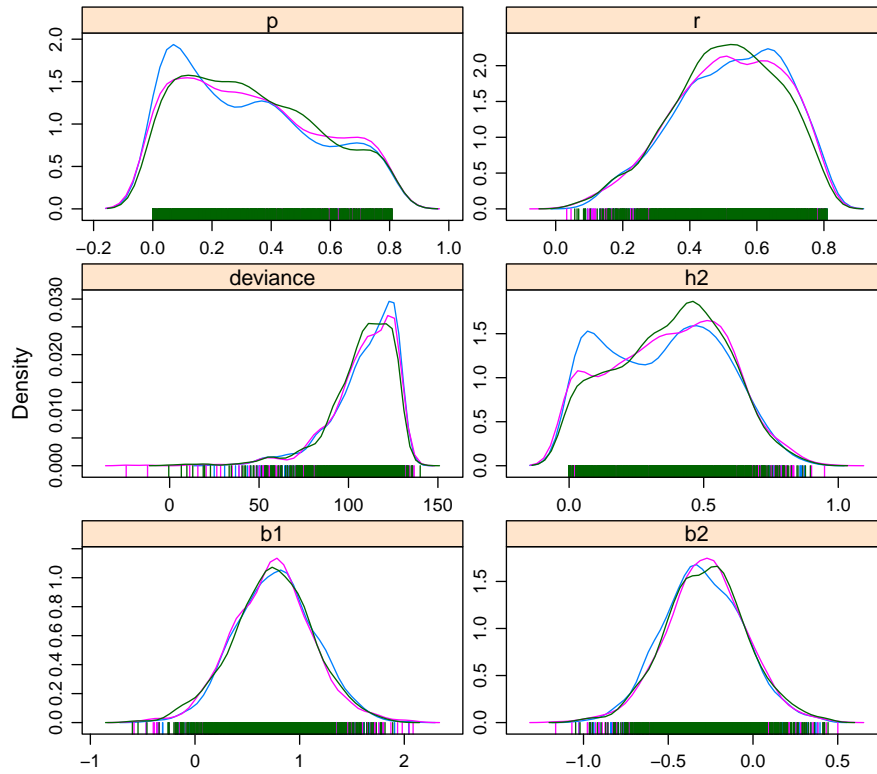 p
r
0.0 0.5 1.0 1.5 2.0
0.0 0.5 1.0 1.5 2.0
−0.2 0.0 0.2 0.4 0.6 0.8 1.0
0.0 0.2 0.4 0.6 0.8
deviance
h2
Density
0.000 0.010 0.020 0.030
0.0 0.5 1.0 1.5
0 50 100 150
0.0 0.5 1.0
b1
b2
0.0 0.2 0.4 0.6 0.8 1.0
0.0 0.5 1.0 1.5
−1 0 1 2
−1.0 −0.5 0.0 0.5